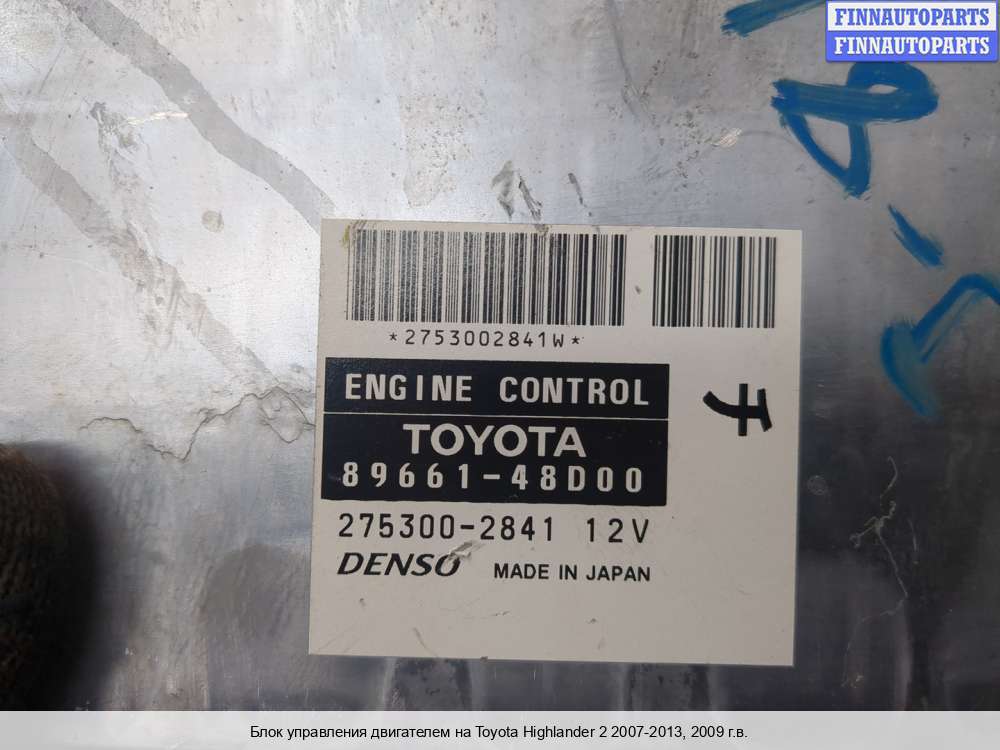 FINNAUTOPARTS
FINNAUTOPARTS
*2753002841W*
ENGINE CONTROL
TOYOTA
89661-48D00
275300-2841 12V
DENSO MADE IN JAPAN
Блок управления двигателем на Toyota Highlander 2 2007-2013, 2009 г.в.